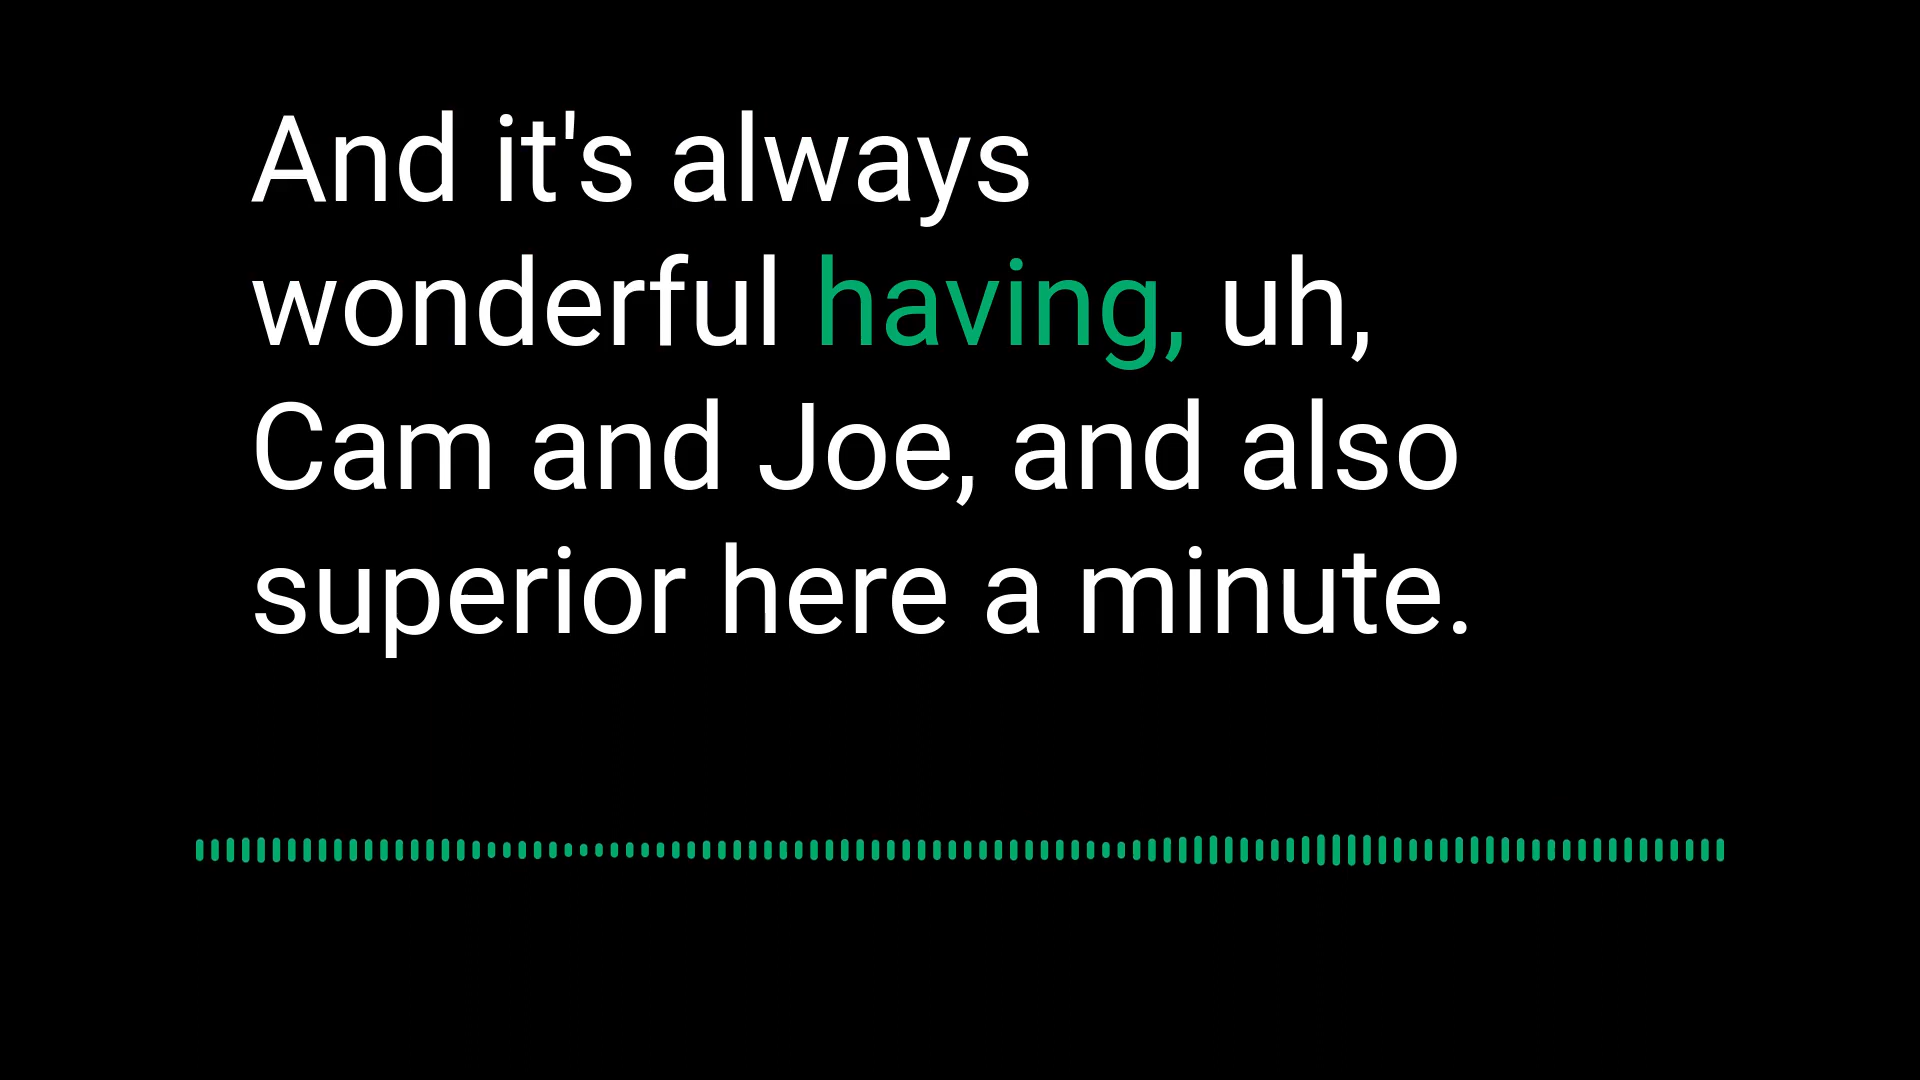 And it's always
wonderful having, uh,
Cam and Joe, and also
superior here a minute.